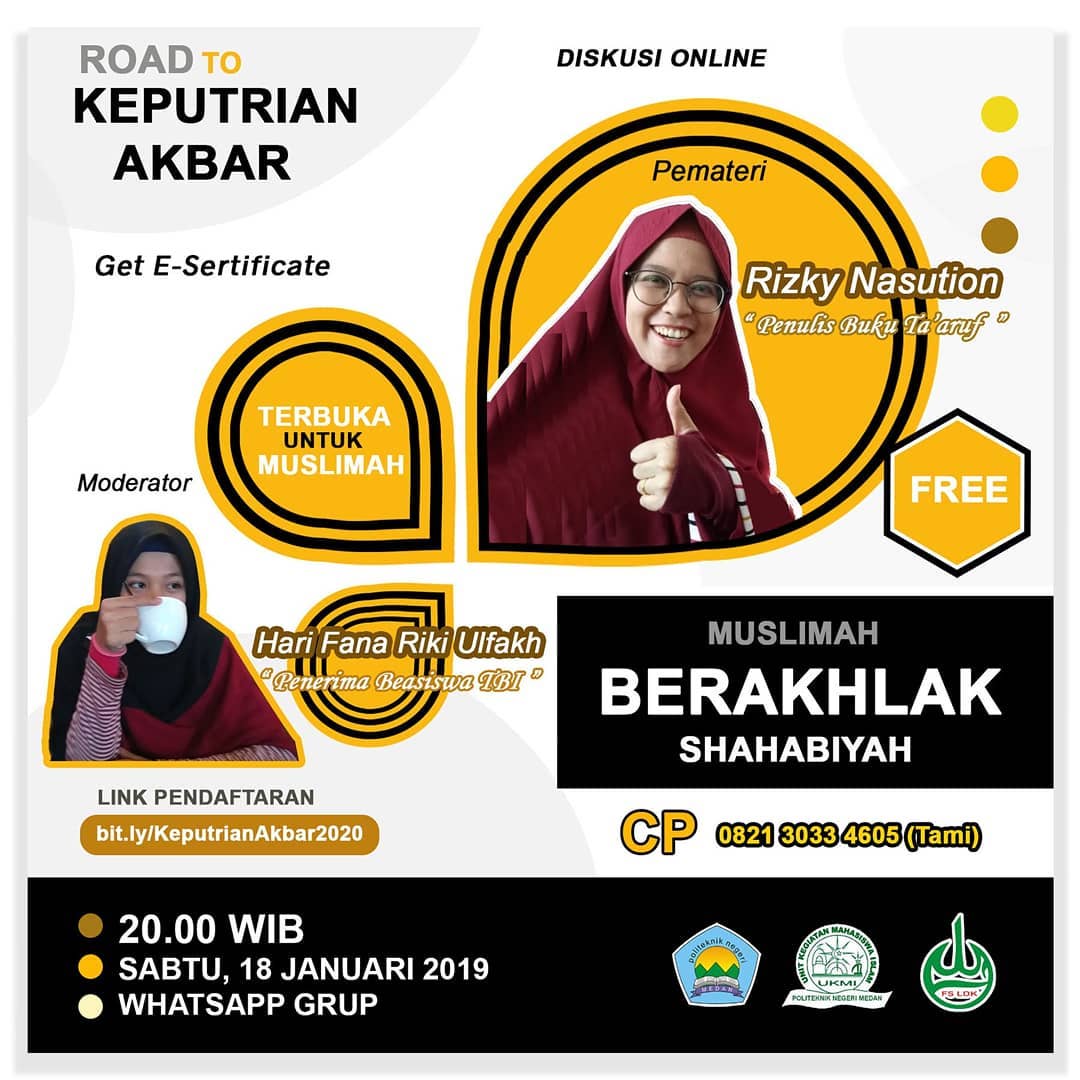 ROAD TO
KEPUTRIAN
AKBAR
DISKUSI ONLINE
Get E-Sertificate
Pemateri
Rizky Nasution
“ Penulis Buku Ta'aruf ”
TERBUKA
UNTUK
MUSLIMAH
FREE
Moderator
Hari Fana Riki Ulfakh
“ Penerima Beasiswa TBI ”
MUSLIMAH
BERAKHLAK
SHAHABIYAH
LINK PENDAFTARAN
bit.ly/KeputrianAkbar2020
CP 0821 3033 4605 (Tami)
20.00 WIB
SABTU, 18 JANUARI 2019
WHATSAPP GRUP
politeknik negeri
MEDAN
UNIT KEGIATAN MAHASISWA ISLAM
UKMI
POLITEKNIK NEGERI MEDAN
FS LDK